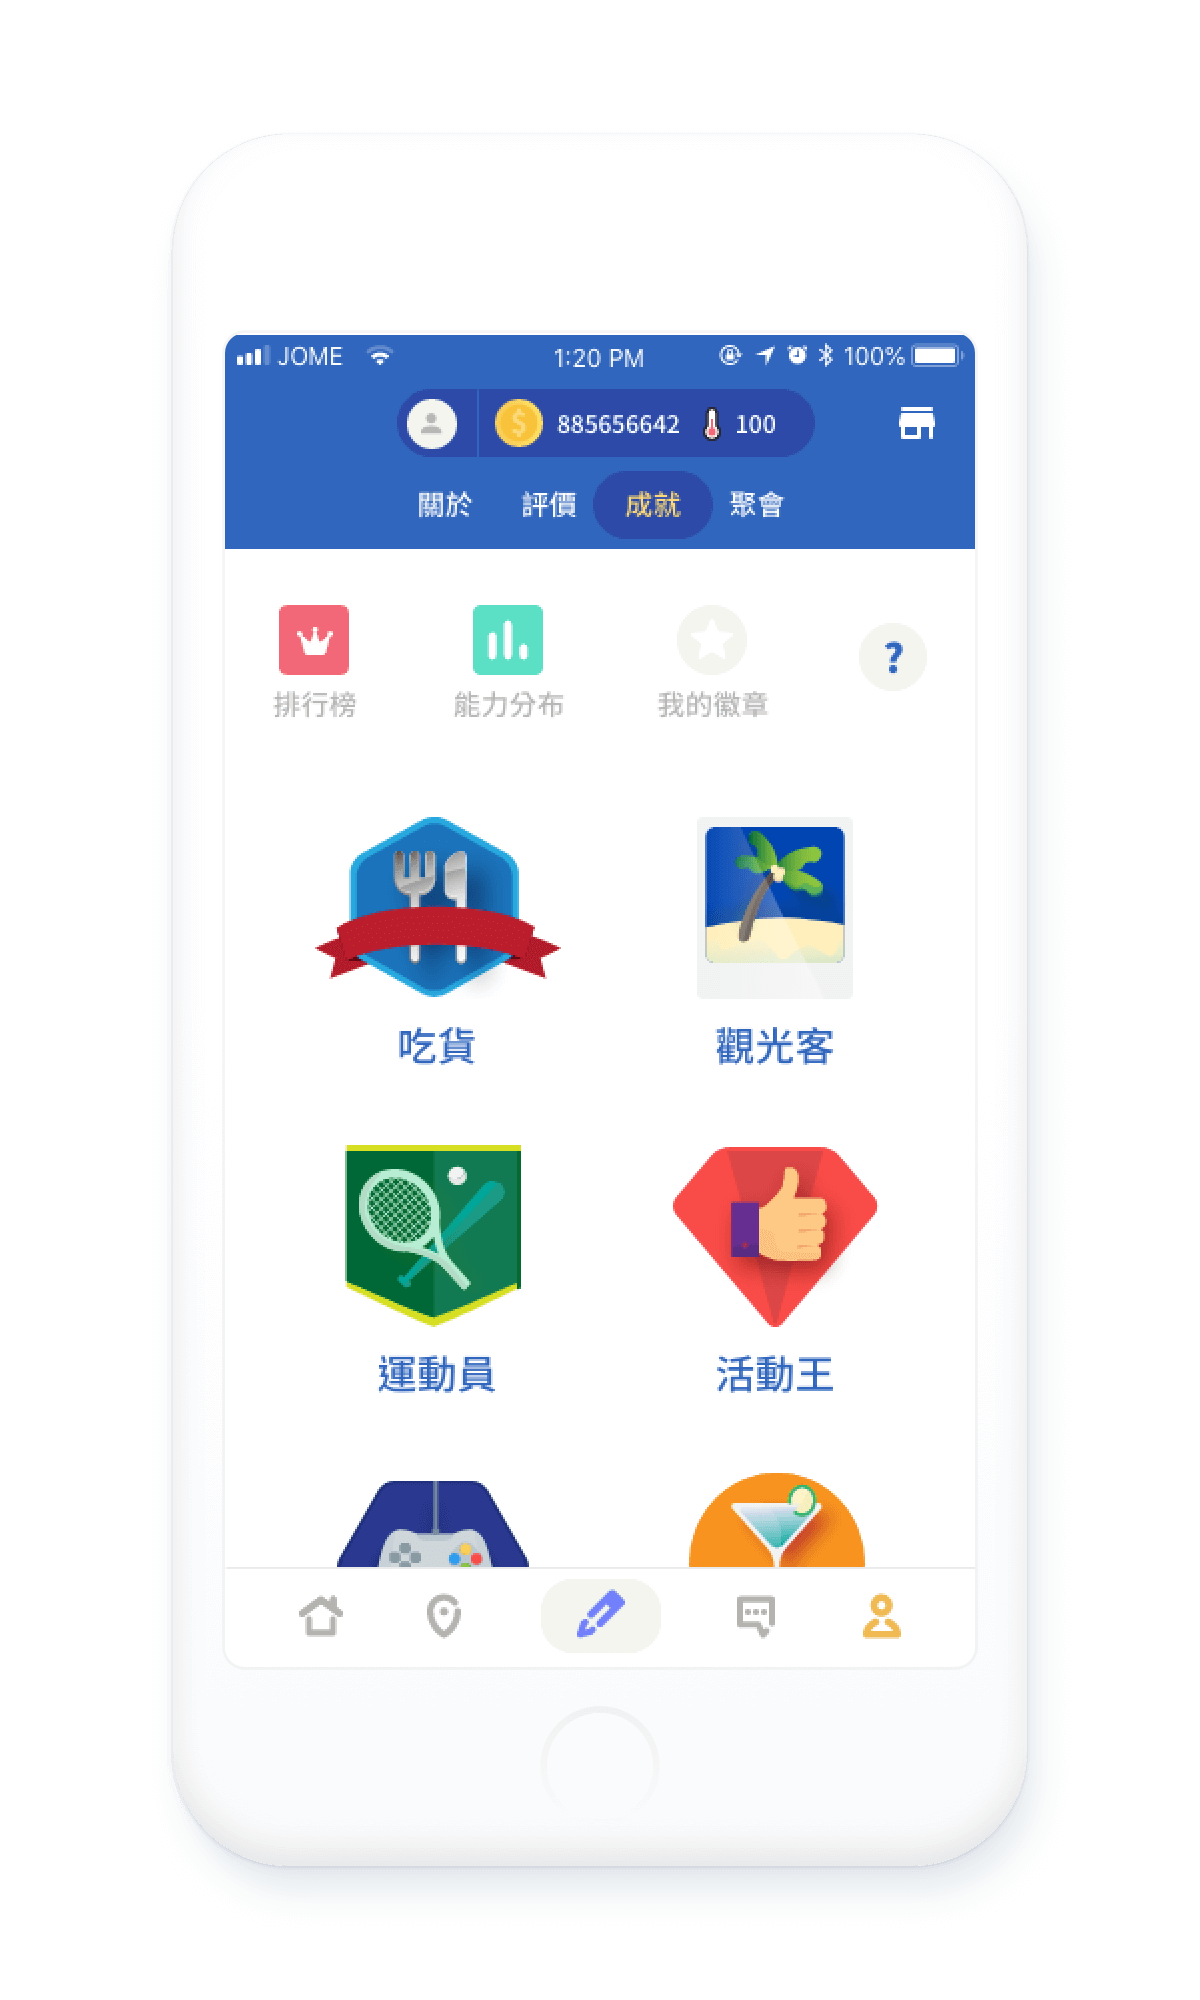 JOME 1:20 PM 100%
$ 885656642 100
關於 評價 成就 聚會
?
排行榜 能力分布 我的徽章
吃貨 觀光客
運動員 活動王